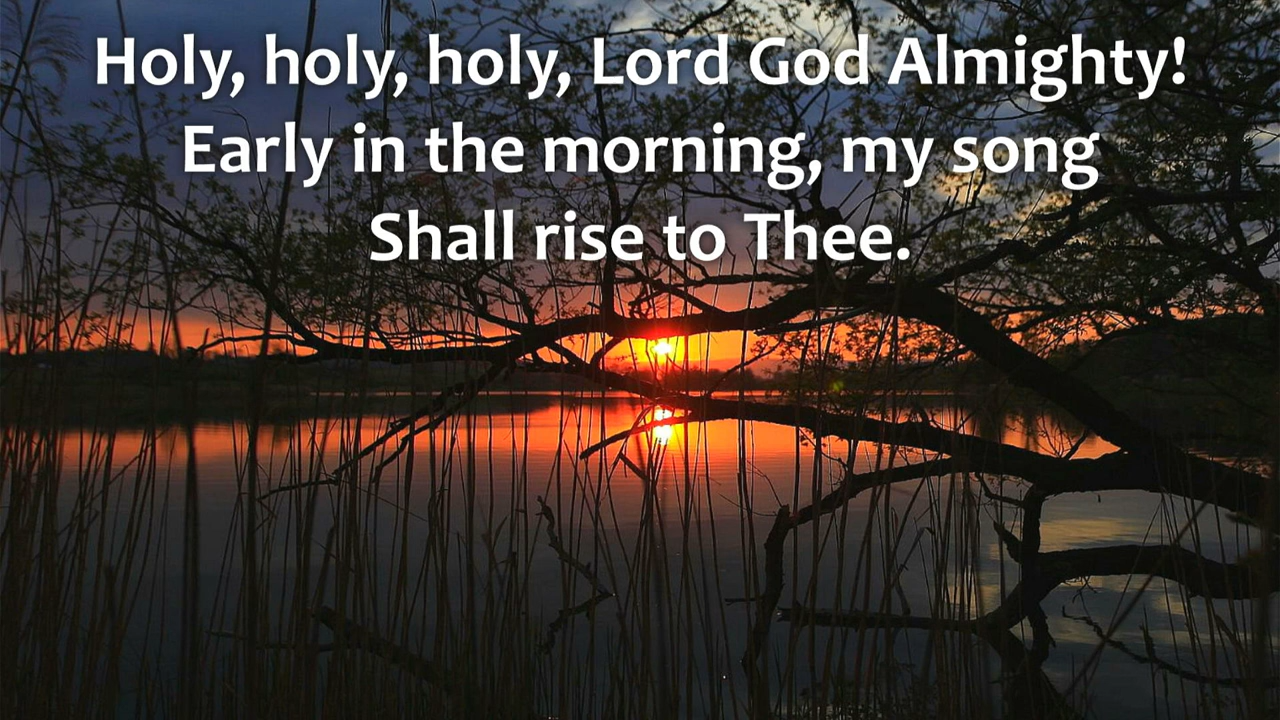 Holy, holy, holy, Lord God Almighty!
Early in the morning, my song
Shall rise to Thee.